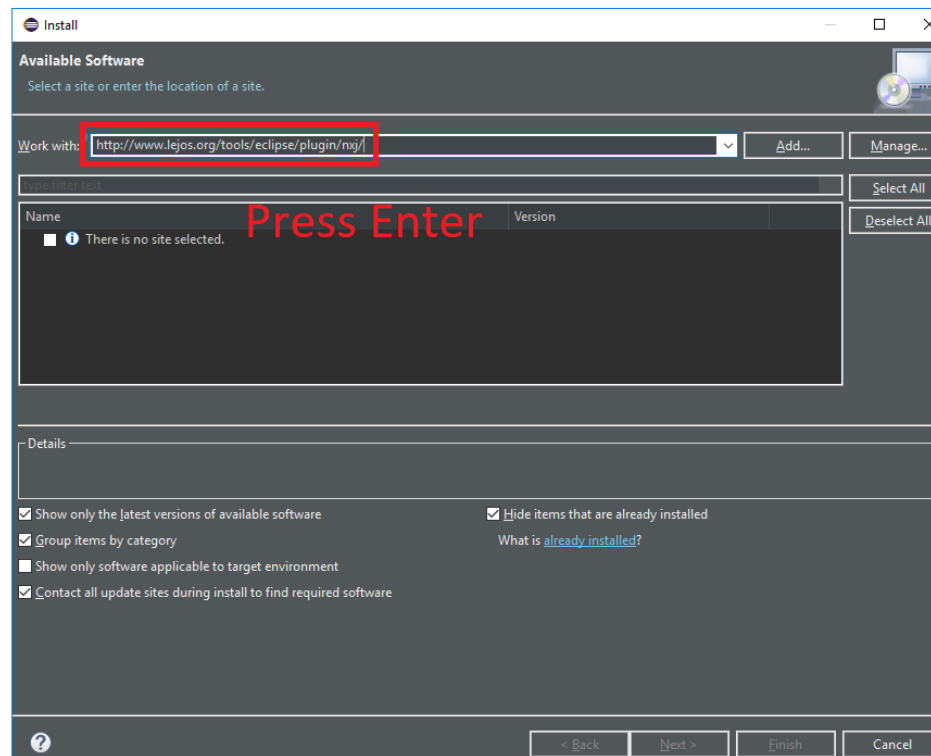 Install
Available Software
Select a site or enter the location of a site.
Work with: http://www.lejos.org/tools/eclipse/plugin/nxj/ Add... Manage...
type filter text Select All
Name Version Deselect All
Press Enter
There is no site selected.
Details
Show only the latest versions of available software Hide items that are already installed
Group items by category What is already installed?
Show only software applicable to target environment
Contact all update sites during install to find required software
? < Back Next > Finish Cancel